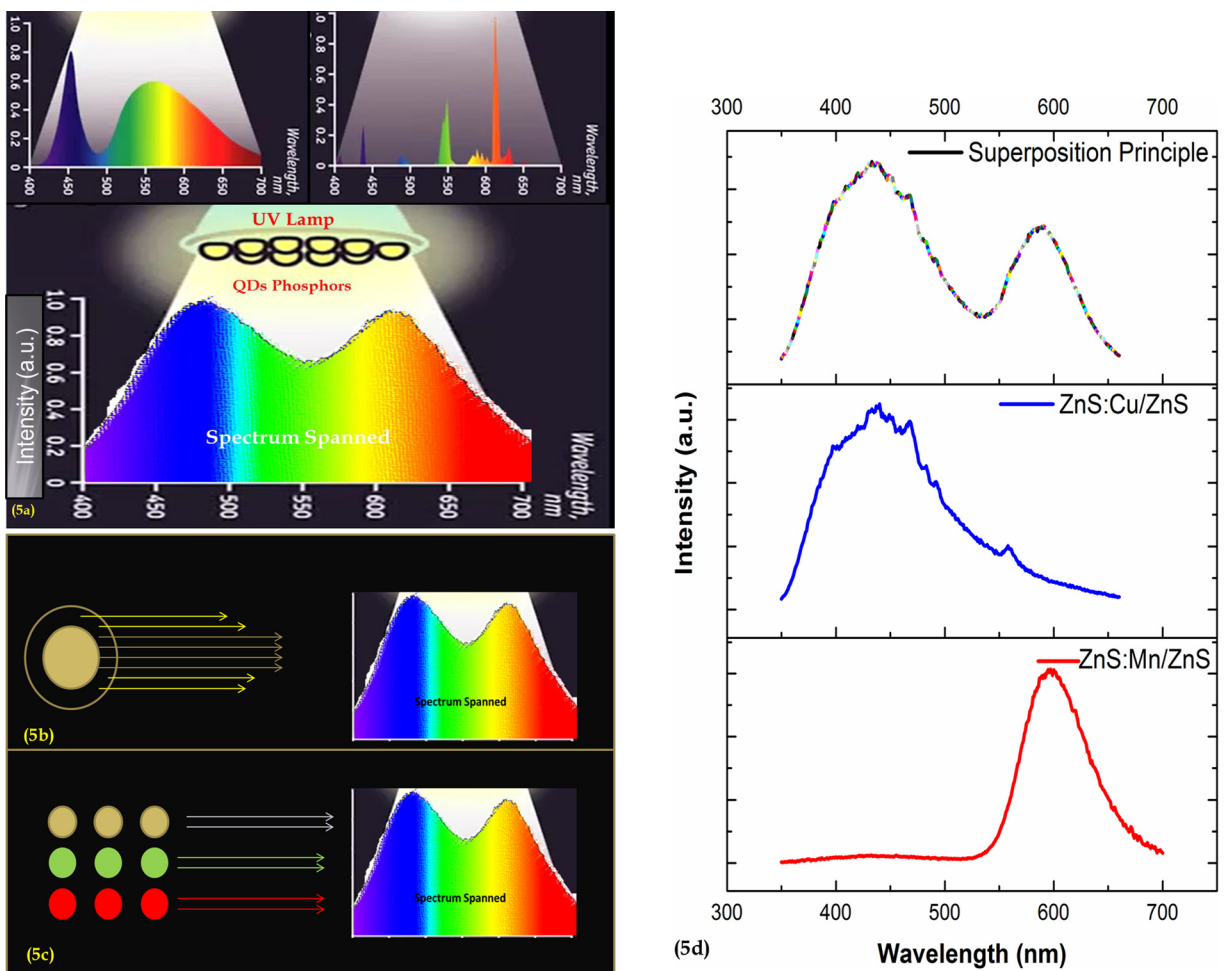 1.0
0.8
0.6
0.4
0.2
0
400
450
500
550
600
650
700
Wavelength,
nm
1.0
0.8
0.6
0.4
0.2
0
400
450
500
550
600
650
700
Wavelength,
nm
UV Lamp
QDs Phosphors
Intensity (a.u.)
1.0
0.8
0.6
0.4
0.2
0
Spectrum Spanned
400
450
500
550
600
650
700
Wavelength,
nm
(5a)
Spectrum Spanned
(5b)
Spectrum Spanned
(5c)
300 400 500 600 700
Superposition Principle
ZnS:Cu/ZnS
ZnS:Mn/ZnS
Intensity (a.u.)
300 400 500 600 700
Wavelength (nm)
(5d)